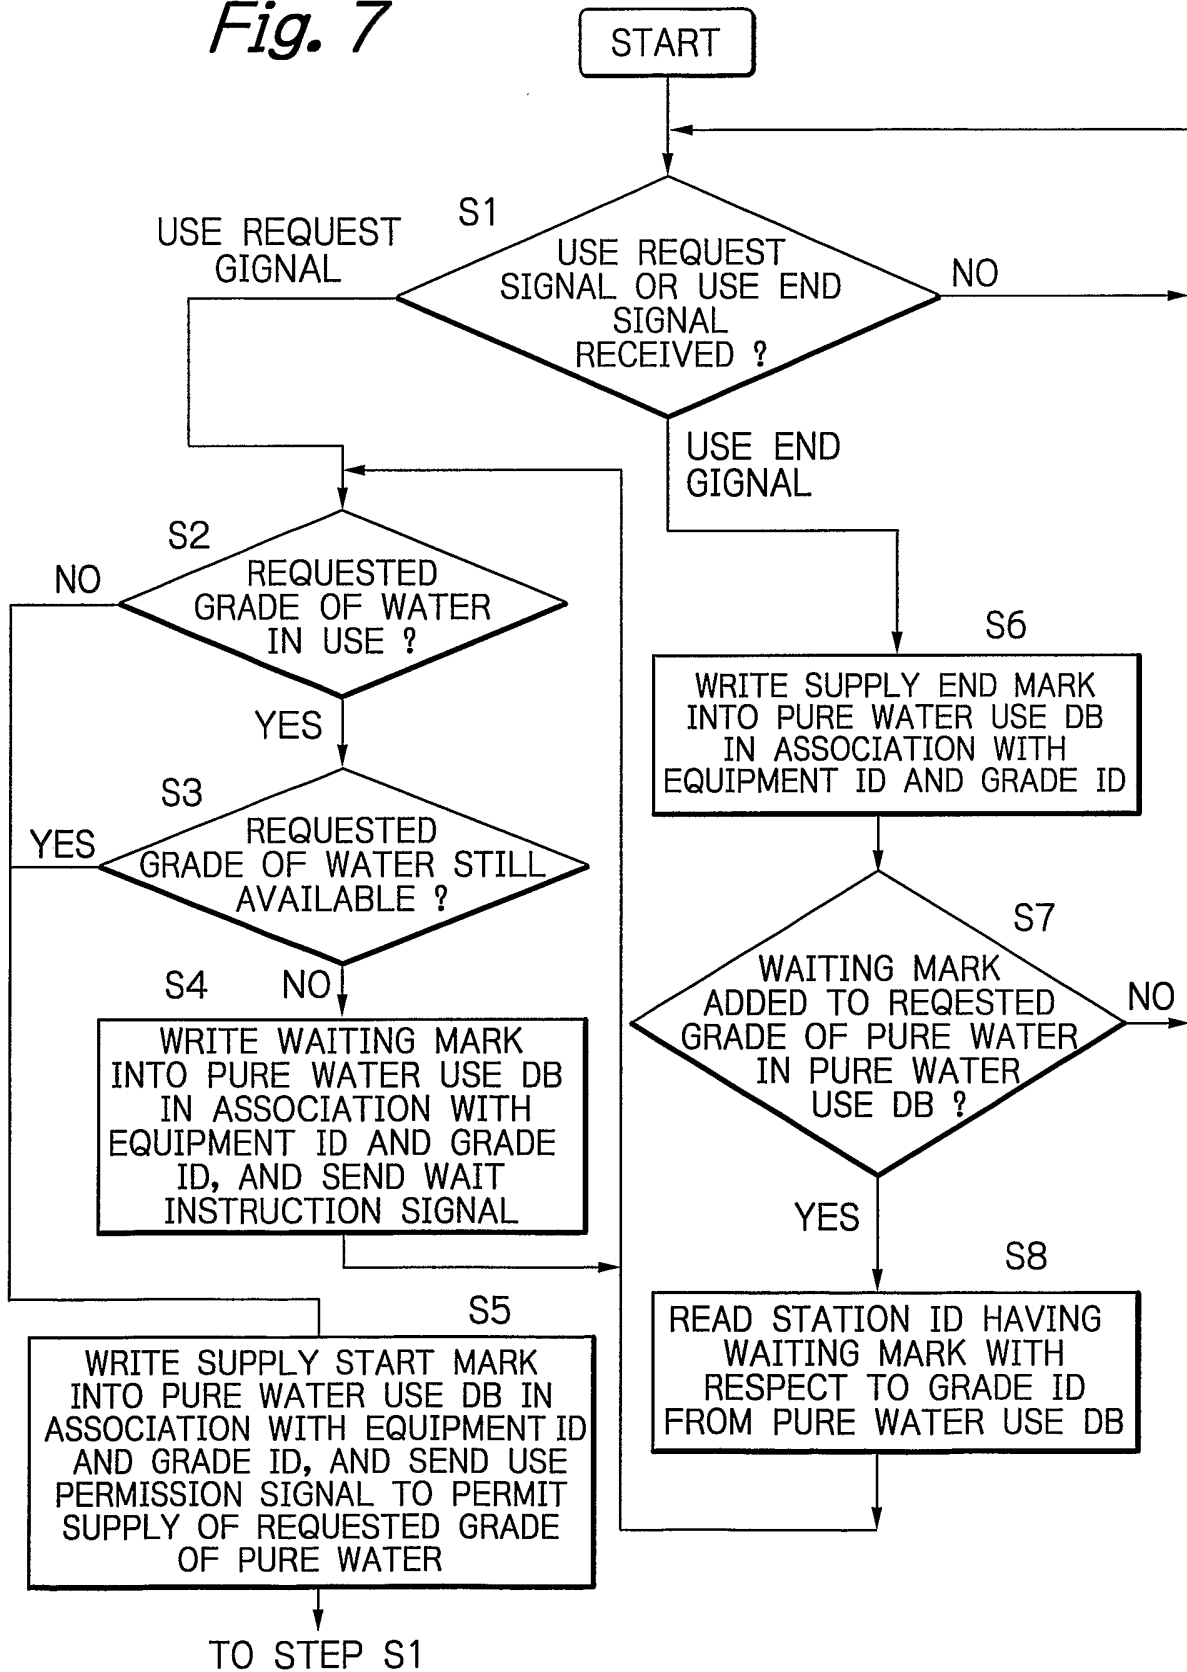 Fig. 7
START
S1
USE REQUEST
GIGNAL
USE REQUEST
SIGNAL OR USE END
SIGNAL
RECEIVED ?
NO
USE END
GIGNAL
S2
NO
REQUESTED
GRADE OF WATER
IN USE ?
YES
S3
YES
REQUESTED
GRADE OF WATER STILL
AVAILABLE ?
NO
S4
WRITE WAITING MARK
INTO PURE WATER USE DB
IN ASSOCIATION WITH
EQUIPMENT ID AND GRADE
ID, AND SEND WAIT
INSTRUCTION SIGNAL
S5
WRITE SUPPLY START MARK
INTO PURE WATER USE DB IN
ASSOCIATION WITH EQUIPMENT ID
AND GRADE ID, AND SEND USE
PERMISSION SIGNAL TO PERMIT
SUPPLY OF REQUESTED GRADE
OF PURE WATER
TO STEP S1
S6
WRITE SUPPLY END MARK
INTO PURE WATER USE DB
IN ASSOCIATION WITH
EQUIPMENT ID AND GRADE ID
S7
WAITING MARK
ADDED TO REQESTED
GRADE OF PURE WATER
IN PURE WATER
USE DB ?
NO
YES
S8
READ STATION ID HAVING
WAITING MARK WITH
RESPECT TO GRADE ID
FROM PURE WATER USE DB